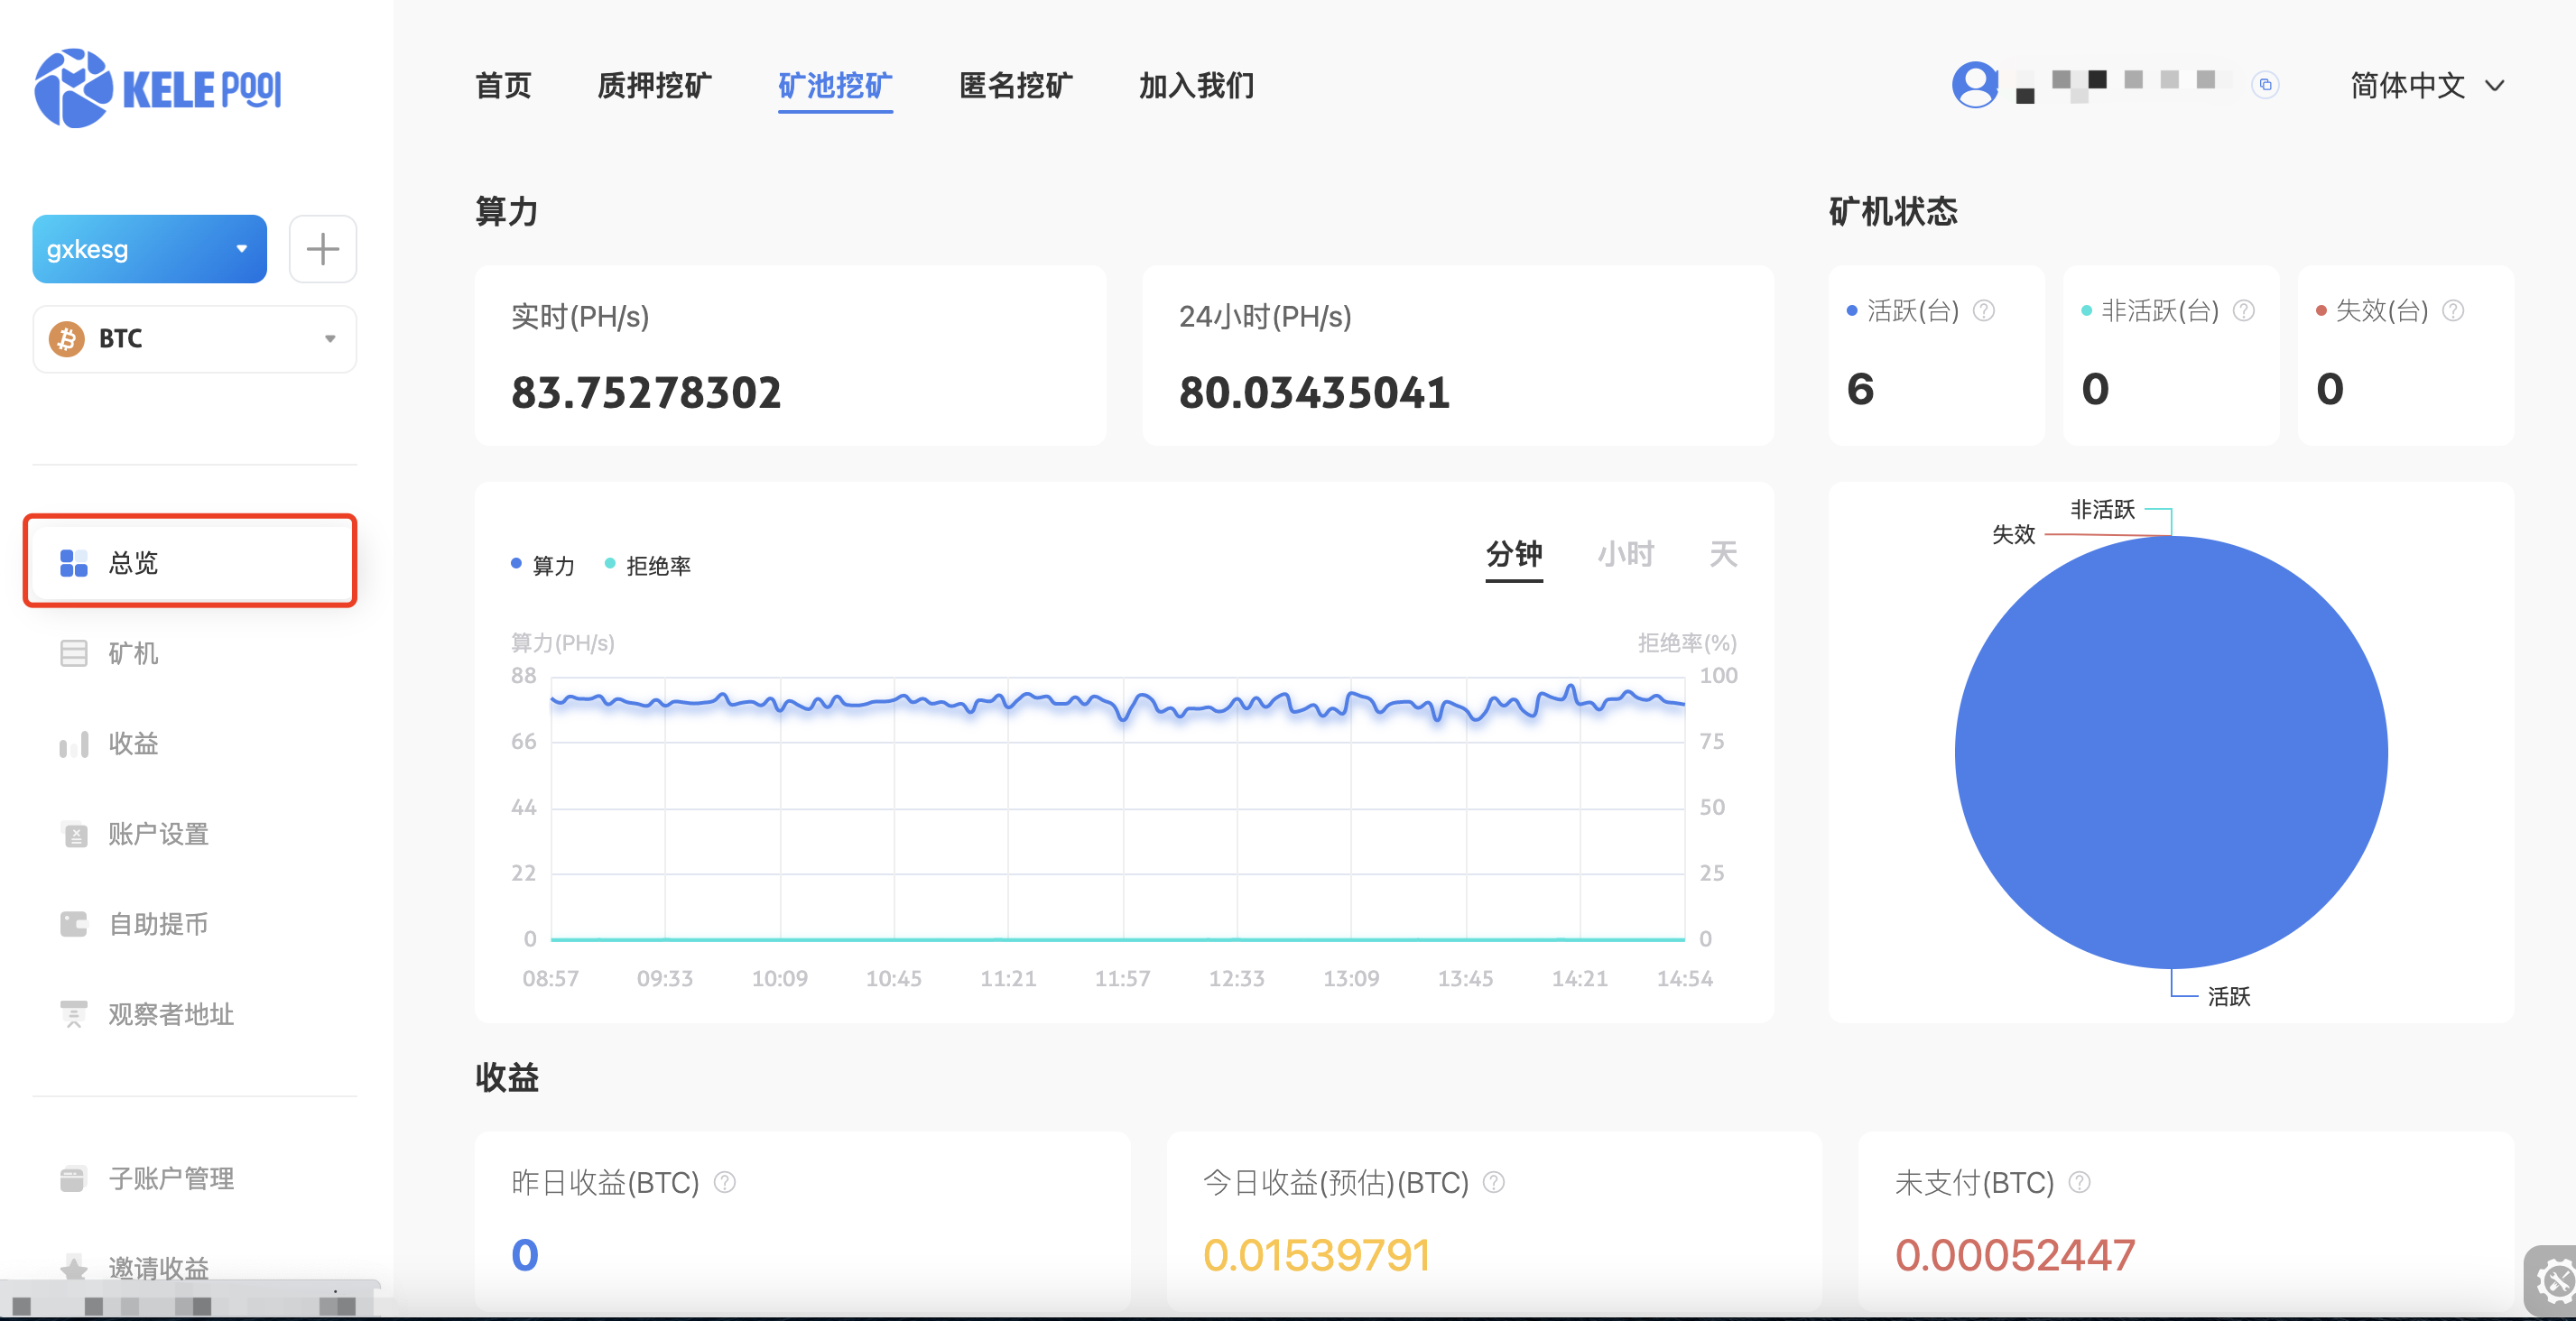 KELE POOL
首页 质押挖矿 矿池挖矿 匿名挖矿 加入我们
简体中文
gxkesg
BTC
总览
矿机
收益
账户设置
自助提币
观察者地址
子账户管理
邀请收益
算力
实时(PH/s)
83.75278302
24小时(PH/s)
80.03435041
矿机状态
活跃(台) ?
6
非活跃(台) ?
0
失效(台) ?
0
算力 拒绝率
分钟 小时 天
算力(PH/s) 拒绝率(%)
88 100
66 75
44 50
22 25
0 0
08:57 09:33 10:09 10:45 11:21 11:57 12:33 13:09 13:45 14:21 14:54
非活跃
失效
活跃
收益
昨日收益(BTC) ?
0
今日收益(预估)(BTC) ?
0.01539791
未支付(BTC) ?
0.00052447